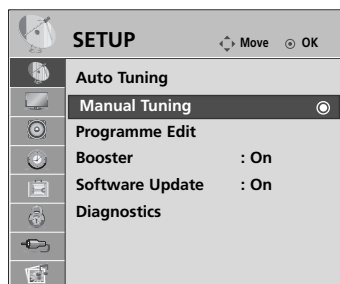 SETUP Move OK
Auto Tuning
Manual Tuning
Programme Edit
Booster : On
Software Update : On
Diagnostics